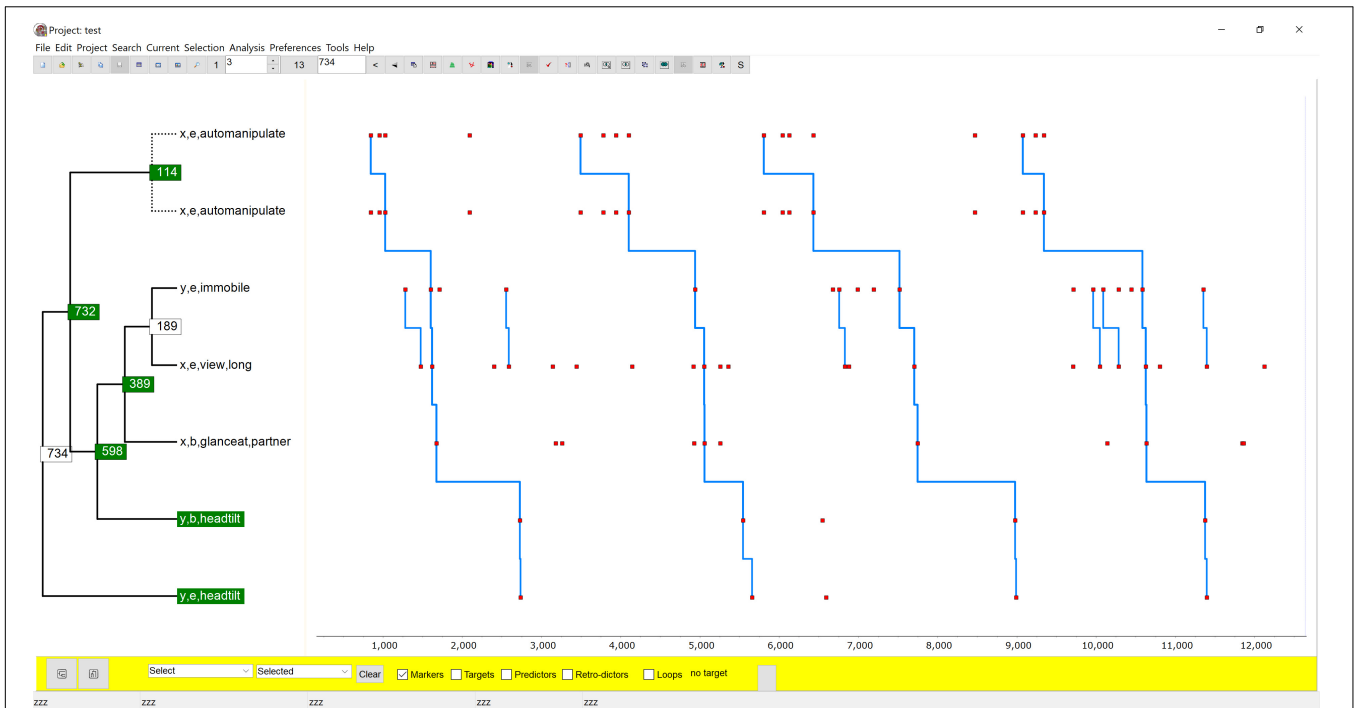 Project: test
File Edit Project Search Current Selection Analysis Preferences Tools Help
1 3 13 734 < S
x,e,automanipulate
114
x,e,automanipulate
y,e,immobile
732
189
x,e,view,long
389
x,b,glanceat,partner
734 598
y,b,headtilt
y,e,headtilt
1,000 2,000 3,000 4,000 5,000 6,000 7,000 8,000 9,000 10,000 11,000 12,000
Select Selected Clear Markers Targets Predictors Retro-dictors Loops no target
zzz zzz zzz zzz zzz